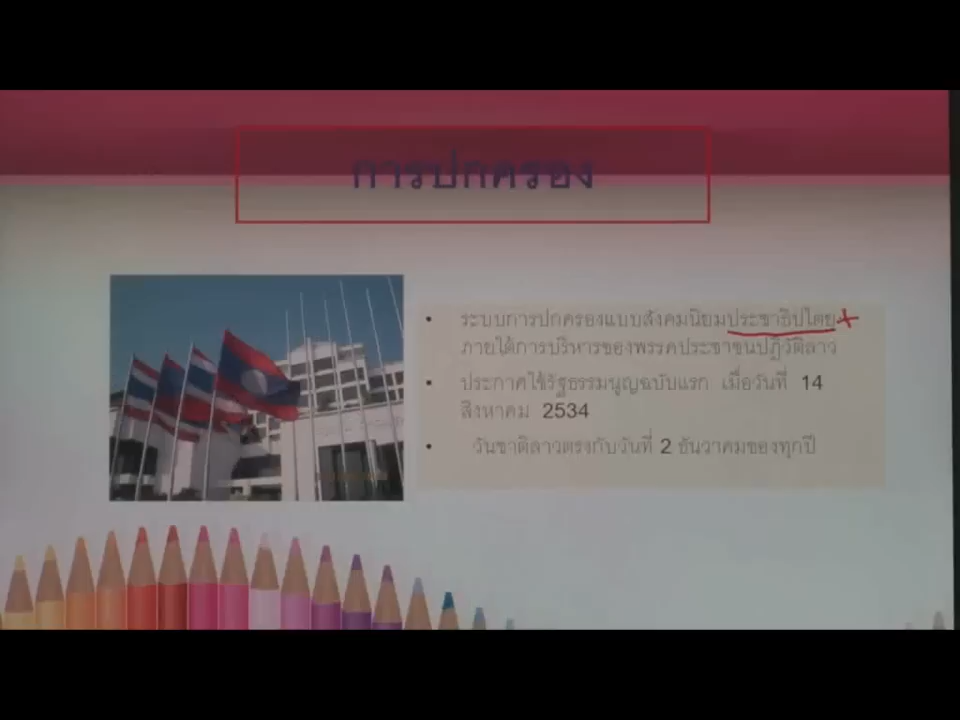 การปกครอง
• ระบบการปกครองแบบสังคมนิยมประชาธิปไตย
ภายใต้การบริหารของพรรคประชาชนปฏิวัติลาว
• ประกาศใช้รัฐธรรมนูญฉบับแรก เมื่อวันที่ 14
สิงหาคม 2534
• วันชาติลาวตรงกับวันที่ 2 ธันวาคมของทุกปี